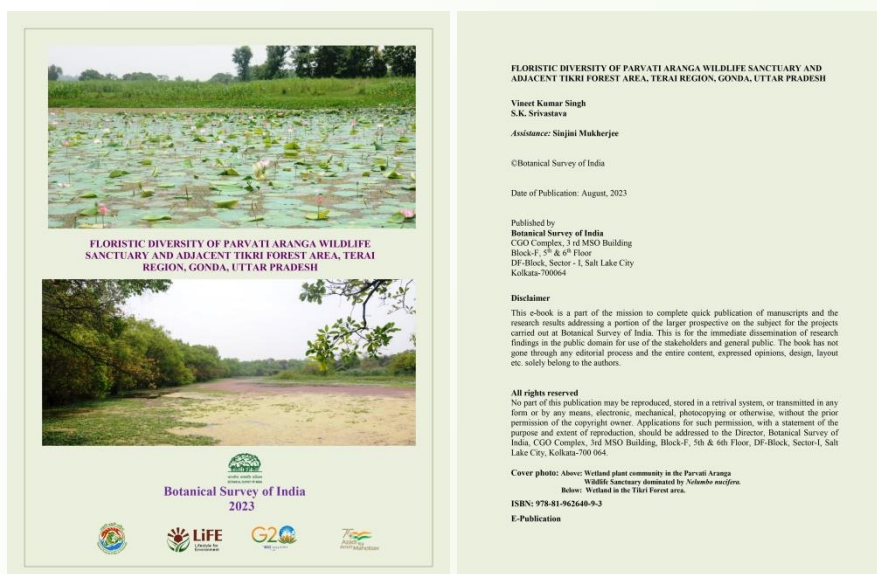 FLORISTIC DIVERSITY OF PARVATI ARANGA WILDLIFE
SANCTUARY AND ADJACENT TIKRI FOREST AREA, TERAI
REGION, GONDA, UTTAR PRADESH
Botanical Survey of India
2023
LiFE
Lifestyle for
Environment
G20
Azadi Ka
Amrit Mahotsav
FLORISTIC DIVERSITY OF PARVATI ARANGA WILDLIFE SANCTUARY AND
ADJACENT TIKRI FOREST AREA, TERAI REGION, GONDA, UTTAR PRADESH
Vineet Kumar Singh
S.K. Srivastava
Assistance: Sinjini Mukherjee
©Botanical Survey of India
Date of Publication: August, 2023
Published by
Botanical Survey of India
CGO Complex, 3 rd MSO Building
Block-F, 5th & 6th Floor
DF-Block, Sector - I, Salt Lake City
Kolkata-700064
Disclaimer
This e-book is a part of the mission to complete quick publication of manuscripts and the
research results addressing a portion of the larger prospective on the subject for the projects
carried out at Botanical Survey of India. This is for the immediate dissemination of research
findings in the public domain for use of the stakeholders and general public. The book has not
gone through any editorial process and the entire content, expressed opinions, design, layout
etc. solely belong to the authors.
All rights reserved
No part of this publication may be reproduced, stored in a retrival system, or transmitted in any
form or by any means, electronic, mechanical, photocopying or otherwise, without the prior
permission of the copyright owner. Applications for such permission, with a statement of the
purpose and extent of reproduction, should be addressed to the Director, Botanical Survey of
India, CGO Complex, 3rd MSO Building, Block-F, 5th & 6th Floor, DF-Block, Sector-I, Salt
Lake City, Kolkata-700 064.
Cover photo: Above: Wetland plant community in the Parvati Aranga
Wildlife Sanctuary dominated by Nelumbo nucifera.
Below: Wetland in the Tikri Forest area.
ISBN: 978-81-962640-9-3
E-Publication